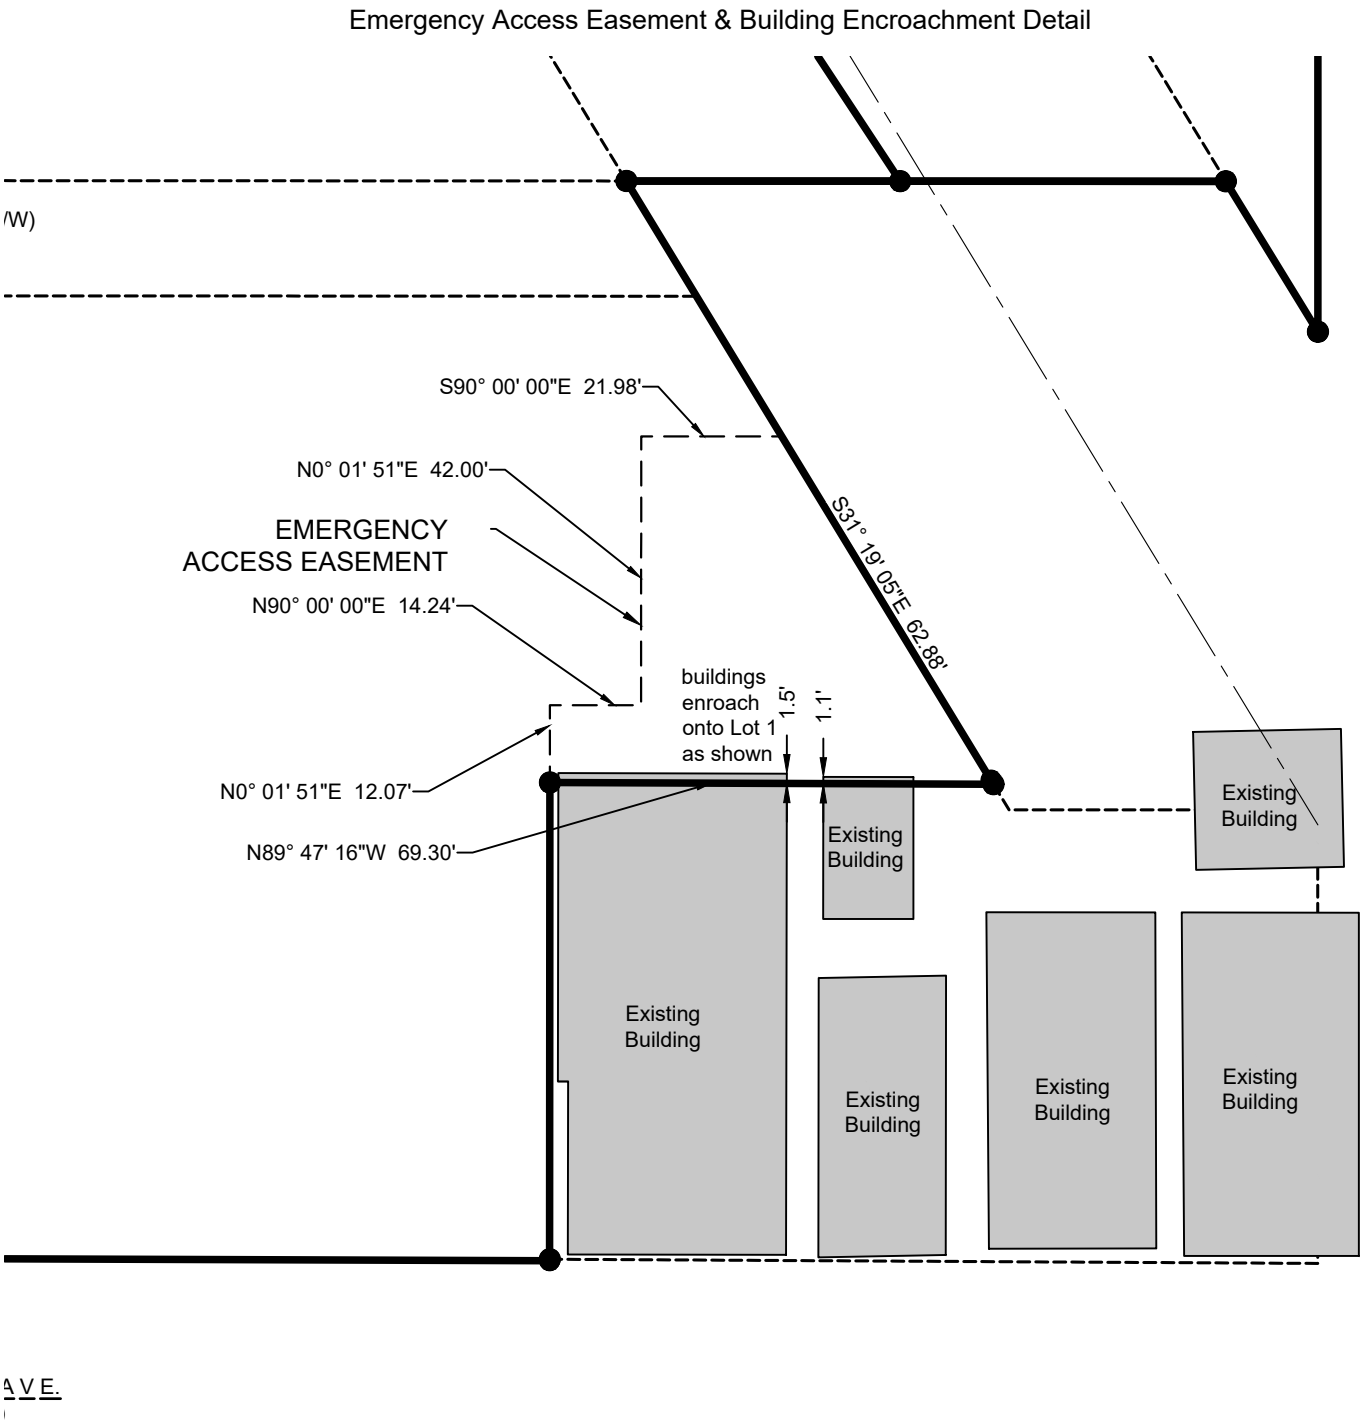 Emergency Access Easement & Building Encroachment Detail
/W)
S90° 00' 00"E 21.98'
N0° 01' 51"E 42.00'
EMERGENCY
ACCESS EASEMENT
N90° 00' 00"E 14.24'
S31° 19' 05"E 62.88'
buildings
enroach
onto Lot 1
as shown
1.5'
1.1'
N0° 01' 51"E 12.07'
N89° 47' 16"W 69.30'
Existing
Building
Existing
Building
Existing
Building
Existing
Building
Existing
Building
Existing
Building
AVE.
)